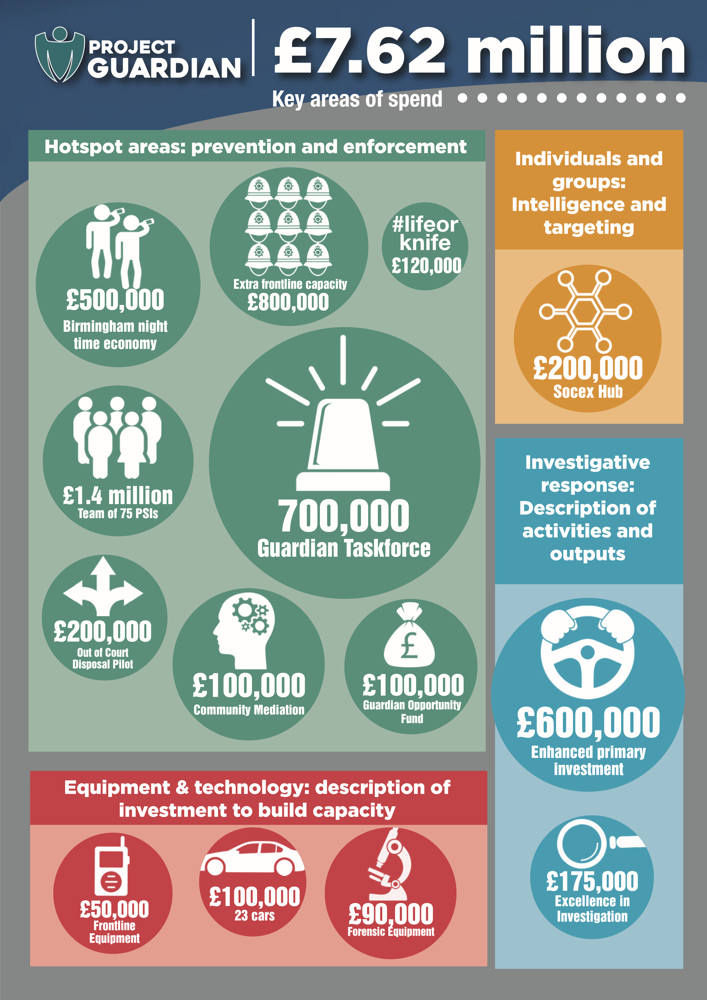 PROJECT
GUARDIAN
£7.62 million
Key areas of spend
Hotspot areas: prevention and enforcement
£500,000
Birmingham night
time economy
Extra frontline capacity
£800,000
#lifeor
knife
£120,000
£1.4 million
Team of 75 PSIs
700,000
Guardian Taskforce
£200,000
Out of Court
Disposal Pilot
£100,000
Community Mediation
£
£100,000
Guardian Opportunity
Fund
Individuals and
groups:
Intelligence and
targeting
£200,000
Socex Hub
Investigative
response:
Description of
activities and
outputs
£600,000
Enhanced primary
investment
£175,000
Excellence in
Investigation
Equipment & technology: description of
investment to build capacity
£50,000
Frontline
Equipment
£100,000
23 cars
£90,000
Forensic Equipment